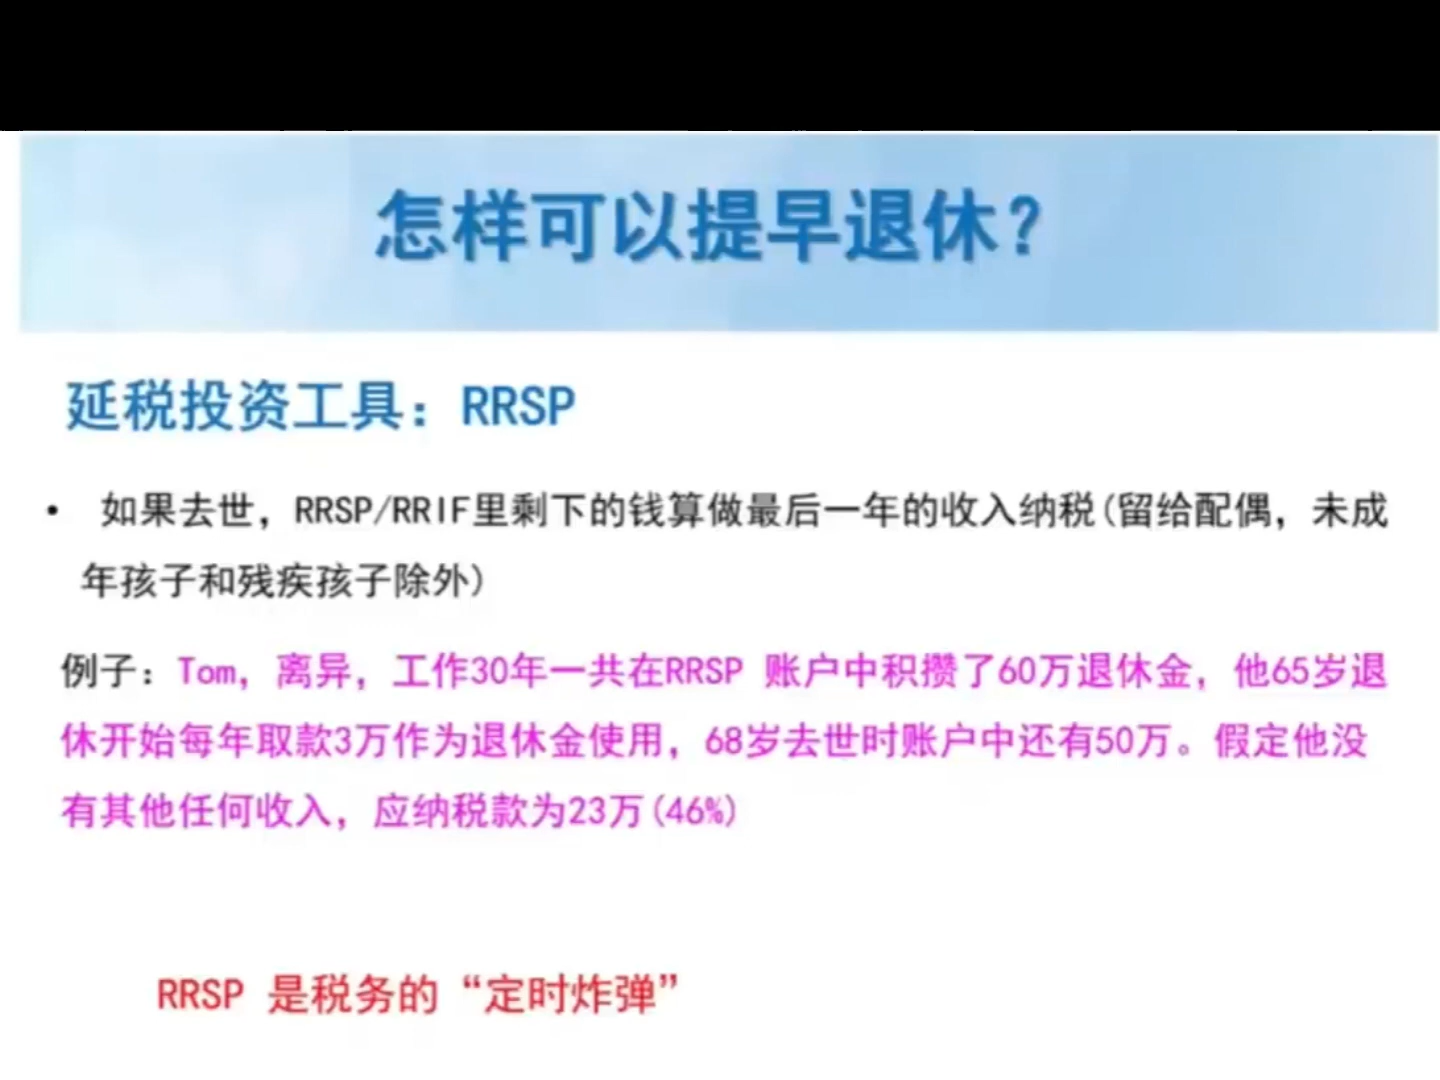 怎样可以提早退休？
延税投资工具：RRSP
• 如果去世，RRSP/RRIF里剩下的钱算做最后一年的收入纳税(留给配偶，未成
年孩子和残疾孩子除外)
例子：Tom，离异，工作30年一共在RRSP 账户中积攒了60万退休金，他65岁退
休开始每年取款3万作为退休金使用，68岁去世时账户中还有50万。假定他没
有其他任何收入，应纳税款为23万(46%)
RRSP 是税务的“定时炸弹”